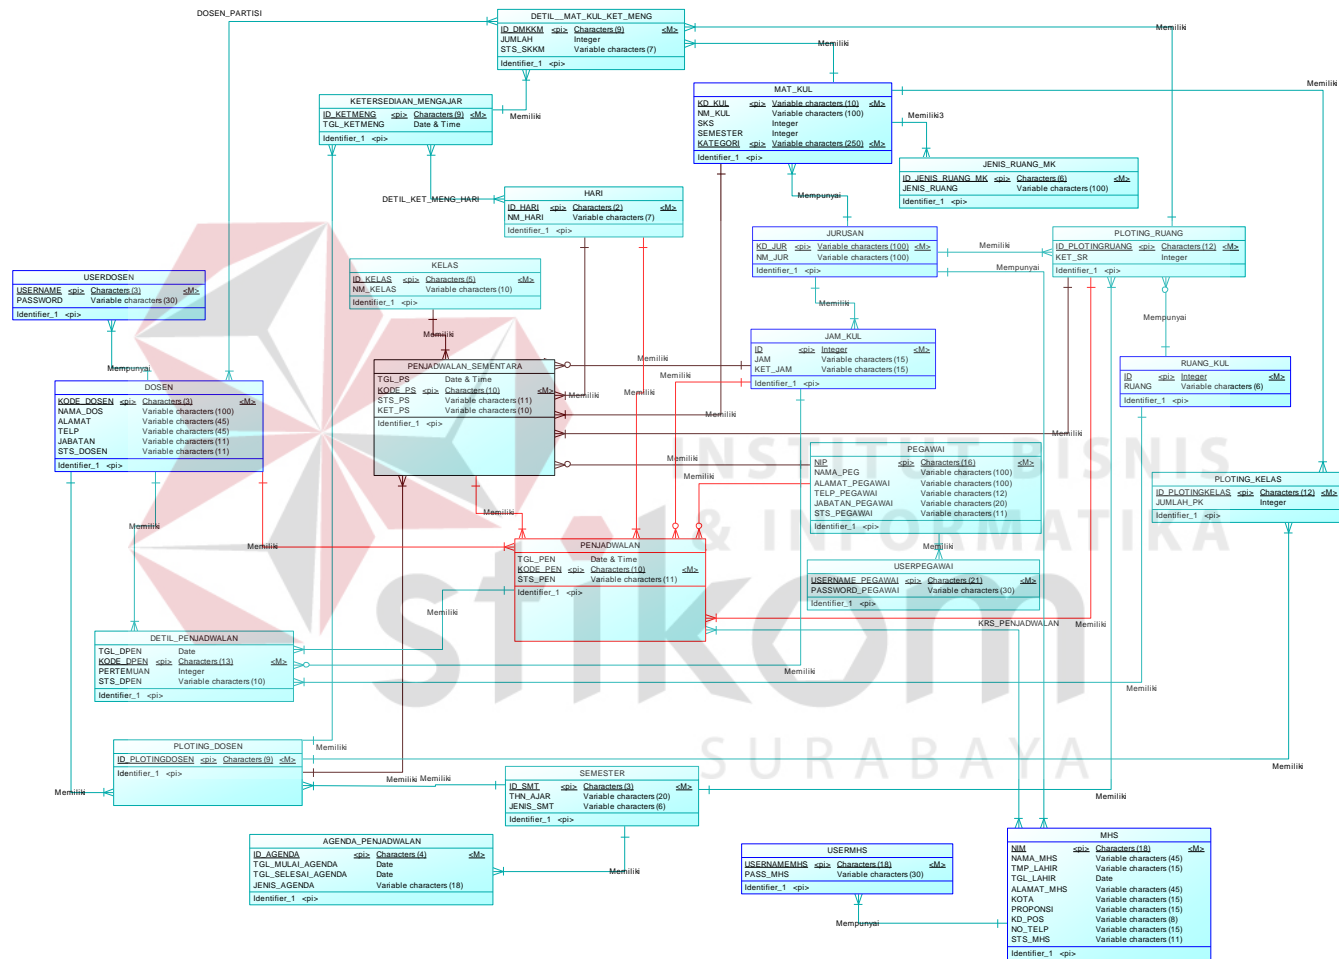 DOSEN_PARTISI
DETIL__MAT_KUL_KET_MENG
ID_DMKKM <pi> Characters (9) <M>
JUMLAH Integer
STS_SKKM Variable characters (7)
Identifier_1 <pi>
Memiliki
Memiliki
KETERSEDIAAN_MENGAJAR
ID_KETMENG <pi> Characters (9) <M>
TGL_KETMENG Date & Time
Identifier_1 <pi>
Memiliki
MAT_KUL
KD_KUL <pi> Variable characters (10) <M>
NM_KUL Variable characters (100)
SKS Integer
SEMESTER Integer
KATEGORI <pi> Variable characters (250) <M>
Identifier_1 <pi>
Memiliki
Memiliki3
JENIS_RUANG_MK
ID_JENIS_RUANG_MK <pi> Characters (6) <M>
JENIS_RUANG Variable characters (100)
Identifier_1 <pi>
DETIL_KET_MENG_HARI
HARI
ID_HARI <pi> Characters (2) <M>
NM_HARI Variable characters (7)
Identifier_1 <pi>
Mempunyai
JURUSAN
KD_JUR <pi> Variable characters (100) <M>
NM_JUR Variable characters (100)
Identifier_1 <pi>
Memiliki
Mempunyai
PLOTING_RUANG
ID_PLOTINGRUANG <pi> Characters (12) <M>
KET_SR Integer
Identifier_1 <pi>
USERDOSEN
USERNAME <pi> Characters (3) <M>
PASSWORD Variable characters (30)
Identifier_1 <pi>
KELAS
ID_KELAS <pi> Characters (5) <M>
NM_KELAS Variable characters (10)
Identifier_1 <pi>
Memiliki
Memiliki
Mempunyai
JAM_KUL
ID <pi> Integer <M>
JAM Variable characters (15)
KET_JAM Variable characters (15)
Identifier_1 <pi>
RUANG_KUL
ID <pi> Integer <M>
RUANG Variable characters (6)
Identifier_1 <pi>
Mempunyai
PENJADWALAN_SEMENTARA
TGL_PS Date & Time
KODE_PS <pi> Characters (10) <M>
STS_PS Variable characters (11)
KET_PS Variable characters (10)
Identifier_1 <pi>
Memiliki
Memiliki
Memiliki
Memiliki
DOSEN
KODE_DOSEN <pi> Characters (3) <M>
NAMA_DOS Variable characters (100)
ALAMAT Variable characters (45)
TELP Variable characters (45)
JABATAN Variable characters (11)
STS_DOSEN Variable characters (11)
Identifier_1 <pi>
INSTITUT BISNIS
& INFORMATIKA
stikom
SURABAYA
PEGAWAI
NIP <pi> Characters (16) <M>
NAMA_PEG Variable characters (100)
ALAMAT_PEGAWAI Variable characters (100)
TELP_PEGAWAI Variable characters (12)
JABATAN_PEGAWAI Variable characters (20)
STS_PEGAWAI Variable characters (11)
Identifier_1 <pi>
Memiliki
Memiliki
PLOTING_KELAS
ID_PLOTINGKELAS <pi> Characters (12) <M>
JUMLAH_PK Integer
Identifier_1 <pi>
Memiliki
Memiliki
Memiliki
PENJADWALAN
TGL_PEN Date & Time
KODE_PEN <pi> Characters (10) <M>
STS_PEN Variable characters (11)
Identifier_1 <pi>
Memiliki
USERPEGAWAI
USERNAME_PEGAWAI <pi> Characters (21) <M>
PASSWORD_PEGAWAI Variable characters (30)
Identifier_1 <pi>
Memiliki
KRS_PENJADWALAN
Memiliki
DETIL_PENJADWALAN
TGL_DPEN Date
KODE_DPEN <pi> Characters (13) <M>
PERTEMUAN Integer
STS_DPEN Variable characters (10)
Identifier_1 <pi>
Memiliki
Memiliki
PLOTING_DOSEN
ID_PLOTINGDOSEN <pi> Characters (9) <M>
Identifier_1 <pi>
Memiliki
Memiliki
Memiliki
Memiliki
Memiliki
SEMESTER
ID_SMT <pi> Characters (3) <M>
THN_AJAR Variable characters (20)
JENIS_SMT Variable characters (6)
Identifier_1 <pi>
Memiliki
Memiliki
AGENDA_PENJADWALAN
ID_AGENDA <pi> Characters (4) <M>
TGL_MULAI_AGENDA Date
TGL_SELESAI_AGENDA Date
JENIS_AGENDA Variable characters (18)
Identifier_1 <pi>
USERMHS
USERNAMEMHS <pi> Characters (18) <M>
PASS_MHS Variable characters (30)
Identifier_1 <pi>
Mempunyai
MHS
NIM <pi> Characters (18) <M>
NAMA_MHS Variable characters (45)
TMP_LAHIR Variable characters (15)
TGL_LAHIR Date
ALAMAT_MHS Variable characters (45)
KOTA Variable characters (15)
PROPONSI Variable characters (15)
KD_POS Variable characters (8)
NO_TELP Variable characters (15)
STS_MHS Variable characters (11)
Identifier_1 <pi>